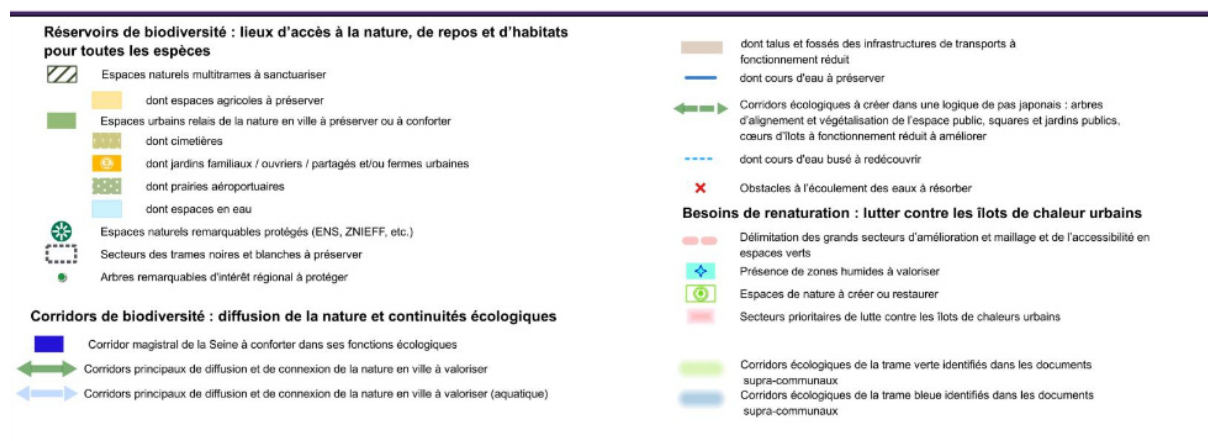 Réservoirs de biodiversité : lieux d'accès à la nature, de repos et d'habitats
pour toutes les espèces
Espaces naturels multitrames à sanctuariser
dont espaces agricoles à préserver
Espaces urbains relais de la nature en ville à préserver ou à conforter
dont cimetières
dont jardins familiaux / ouvriers / partagés et/ou fermes urbaines
dont prairies aéroportuaires
dont espaces en eau
Espaces naturels remarquables protégés (ENS, ZNIEFF, etc.)
Secteurs des trames noires et blanches à préserver
Arbres remarquables d'intérêt régional à protéger
Corridors de biodiversité : diffusion de la nature et continuités écologiques
Corridor magistral de la Seine à conforter dans ses fonctions écologiques
Corridors principaux de diffusion et de connexion de la nature en ville à valoriser
Corridors principaux de diffusion et de connexion de la nature en ville à valoriser (aquatique)
dont talus et fossés des infrastructures de transports à
fonctionnement réduit
dont cours d'eau à préserver
Corridors écologiques à créer dans une logique de pas japonais : arbres
d'alignement et végétalisation de l'espace public, squares et jardins publics,
cœurs d'îlots à fonctionnement réduit à améliorer
dont cours d'eau busé à redécouvrir
Obstacles à l'écoulement des eaux à résorber
Besoins de renaturation : lutter contre les îlots de chaleur urbains
Délimitation des grands secteurs d'amélioration et maillage et de l'accessibilité en
espaces verts
Présence de zones humides à valoriser
Espaces de nature à créer ou restaurer
Secteurs prioritaires de lutte contre les îlots de chaleurs urbains
Corridors écologiques de la trame verte identifiés dans les documents
supra-communaux
Corridors écologiques de la trame bleue identifiés dans les documents
supra-communaux